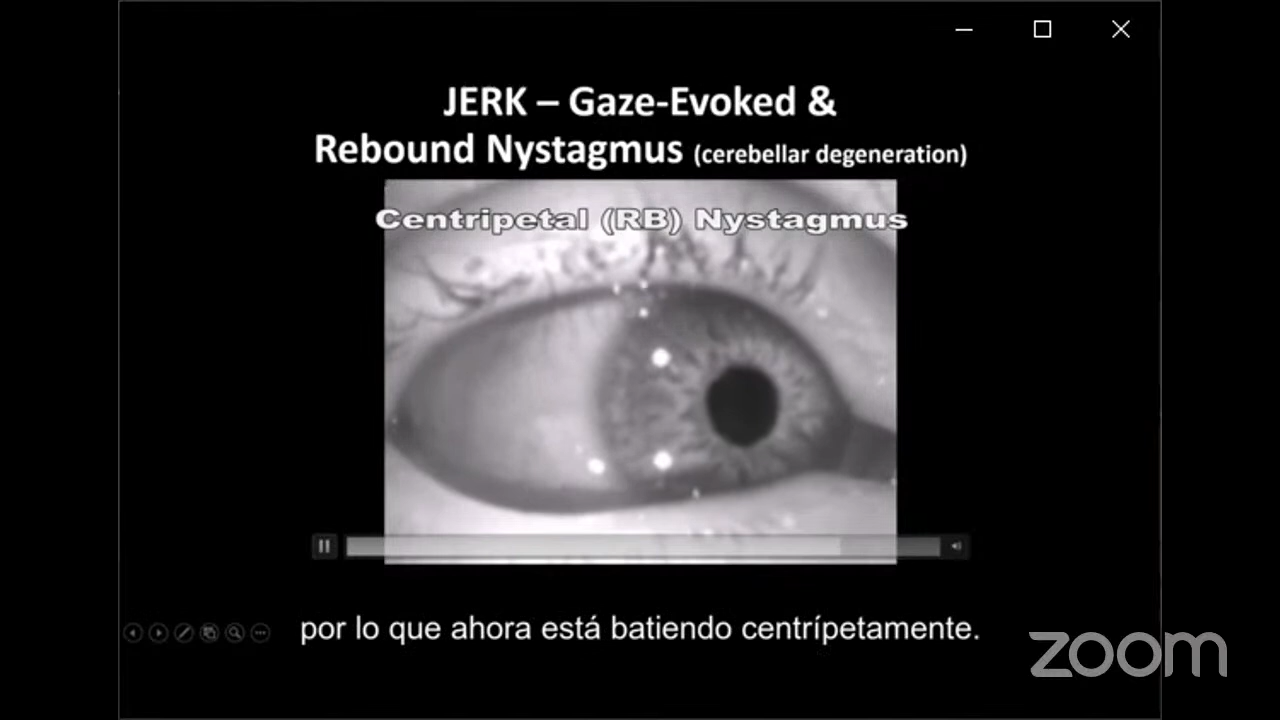 JERK – Gaze-Evoked &
Rebound Nystagmus (cerebellar degeneration)
Centripetal (RB) Nystagmus
por lo que ahora está batiendo centrípetamente.
zoom